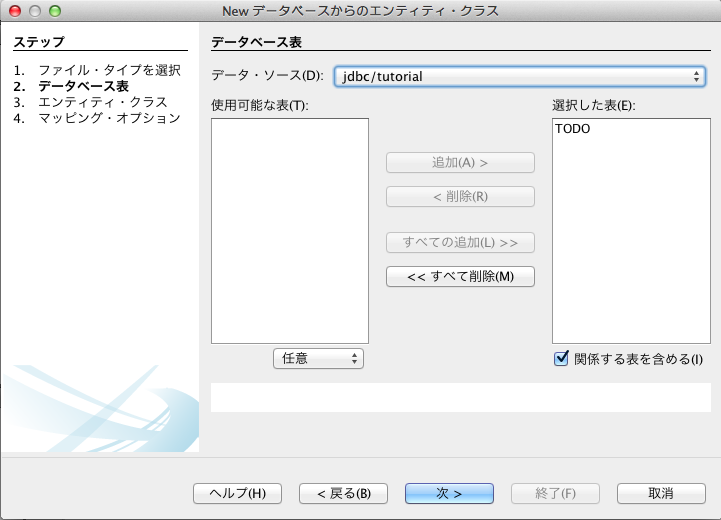 New データベースからのエンティティ・クラス
ステップ
1. ファイル・タイプを選択
2. データベース表
3. エンティティ・クラス
4. マッピング・オプション
データベース表
データ・ソース(D): jdbc/tutorial
使用可能な表(T):
選択した表(E):
TODO
追加(A) >
< 削除(R)
すべての追加(L) >>
<< すべて削除(M)
任意
関係する表を含める(I)
ヘルプ(H)
< 戻る(B)
次 >
終了(F)
取消